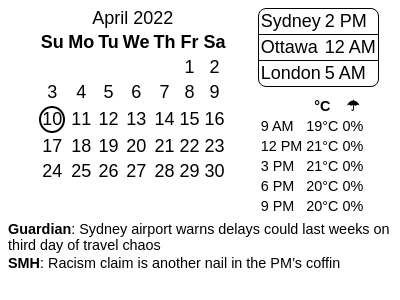 April 2022
Su Mo Tu We Th Fr Sa
1 2
3 4 5 6 7 8 9
10 11 12 13 14 15 16
17 18 19 20 21 22 23
24 25 26 27 28 29 30
Sydney 2 PM
Ottawa 12 AM
London 5 AM
°C ☂
9 AM 19°C 0%
12 PM 21°C 0%
3 PM 21°C 0%
6 PM 20°C 0%
9 PM 20°C 0%
Guardian: Sydney airport warns delays could last weeks on
third day of travel chaos
SMH: Racism claim is another nail in the PM's coffin